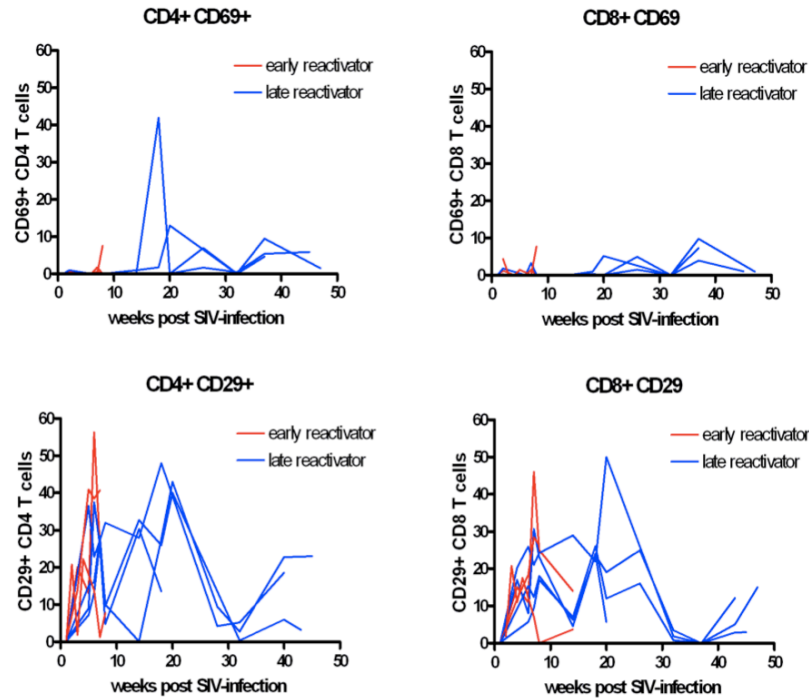 CD4+ CD69+
60
50
40
30
20
10
0
0 10 20 30 40 50
CD69+ CD4 T cells
weeks post SIV-infection
early reactivator
late reactivator
CD8+ CD69
60
50
40
30
20
10
0
0 10 20 30 40 50
CD69+ CD8 T cells
weeks post SIV-infection
early reactivator
late reactivator
CD4+ CD29+
60
50
40
30
20
10
0
0 10 20 30 40 50
CD29+ CD4 T cells
weeks post SIV-infection
early reactivator
late reactivator
CD8+ CD29
60
50
40
30
20
10
0
0 10 20 30 40 50
CD29+ CD8 T cells
weeks post SIV-infection
early reactivator
late reactivator